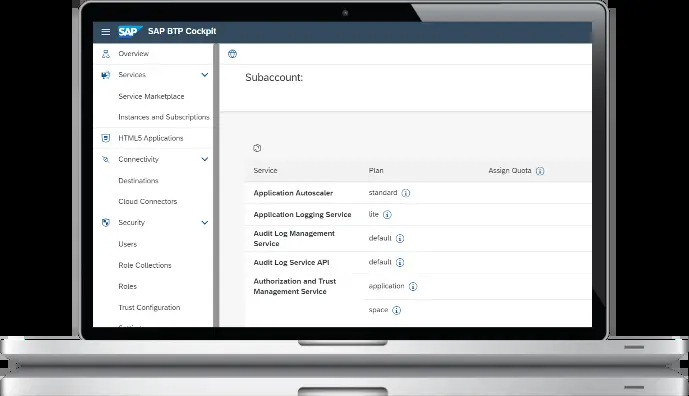 SAP SAP BTP Cockpit
Overview
Services
Service Marketplace
Instances and Subscriptions
HTML5 Applications
Connectivity
Destinations
Cloud Connectors
Security
Users
Role Collections
Roles
Trust Configuration
Subaccount:
Service Plan Assign Quota
Application Autoscaler standard
Application Logging Service lite
Audit Log Management
Service default
Audit Log Service API default
Authorization and Trust
Management Service application
space